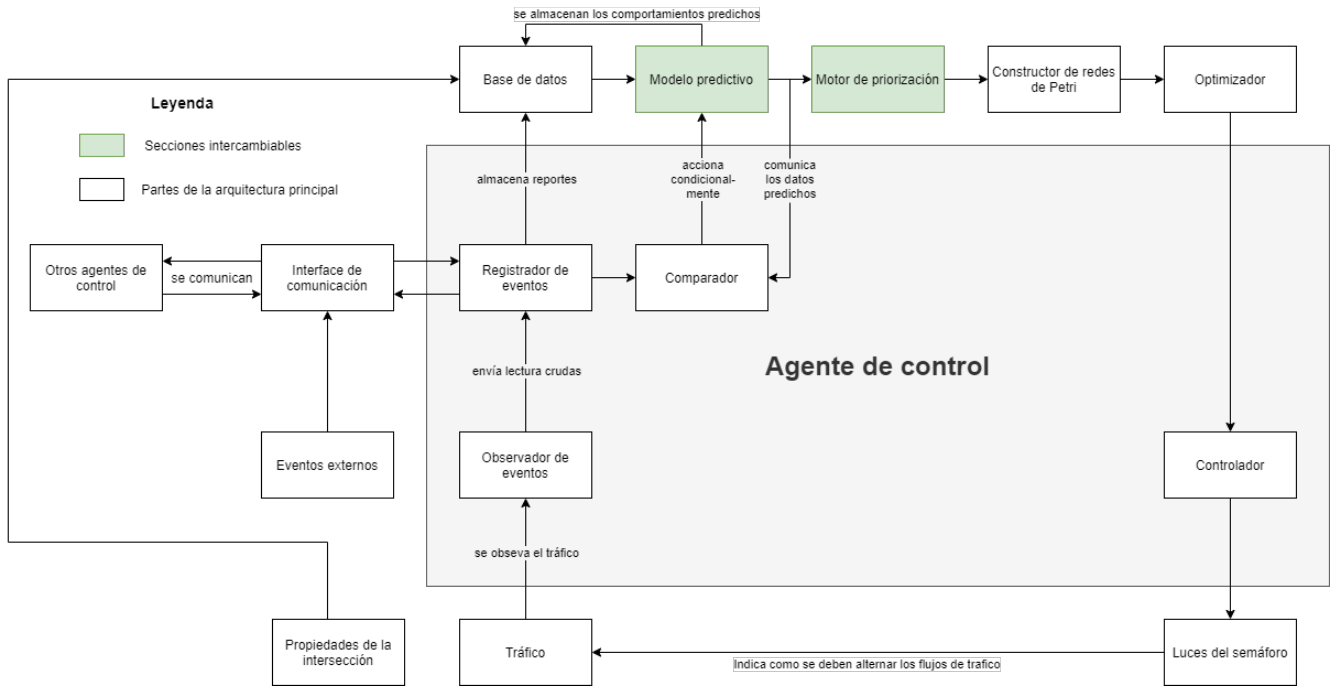 se almacenan los comportamientos predichos
Base de datos
Modelo predictivo
Motor de priorización
Constructor de redes
de Petri
Optimizador
Leyenda
Secciones intercambiables
Partes de la arquitectura principal
almacena reportes
acciona
condicional-
mente
comunica
los datos
predichos
Otros agentes de
control
se comunican
Interface de
comunicación
Registrador de
eventos
Comparador
Agente de control
envía lectura crudas
Eventos externos
Observador de
eventos
Controlador
se obseva el tráfico
Propiedades de la
intersección
Tráfico
Indica como se deben alternar los flujos de trafico
Luces del semáforo